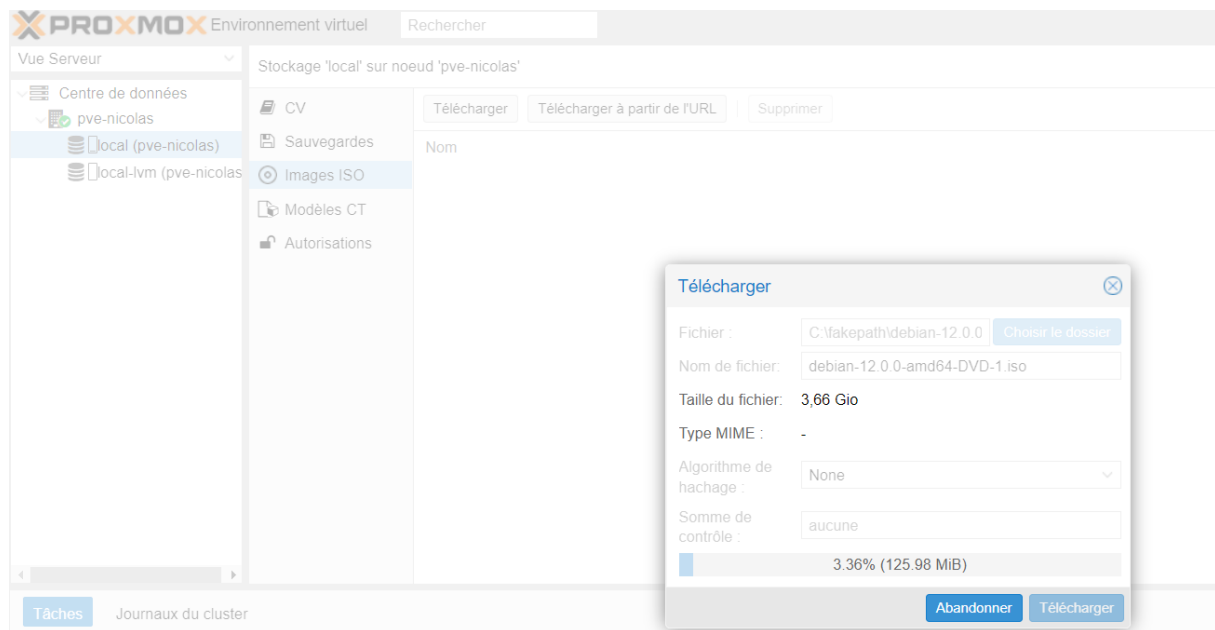 PROXMOX Environnement virtuel Rechercher
Vue Serveur
Stockage 'local' sur noeud 'pve-nicolas'
Centre de données
pve-nicolas
local (pve-nicolas)
local-lvm (pve-nicolas
CV
Sauvegardes
Images ISO
Modèles CT
Autorisations
Télécharger Télécharger à partir de l'URL Supprimer
Nom
Télécharger
Fichier : C:\fakepath\debian-12.0.0 Choisir le dossier
Nom de fichier: debian-12.0.0-amd64-DVD-1.iso
Taille du fichier: 3,66 Gio
Type MIME : -
Algorithme de
hachage : None
Somme de
contrôle : aucune
3.36% (125.98 MiB)
Abandonner Télécharger
Tâches Journaux du cluster